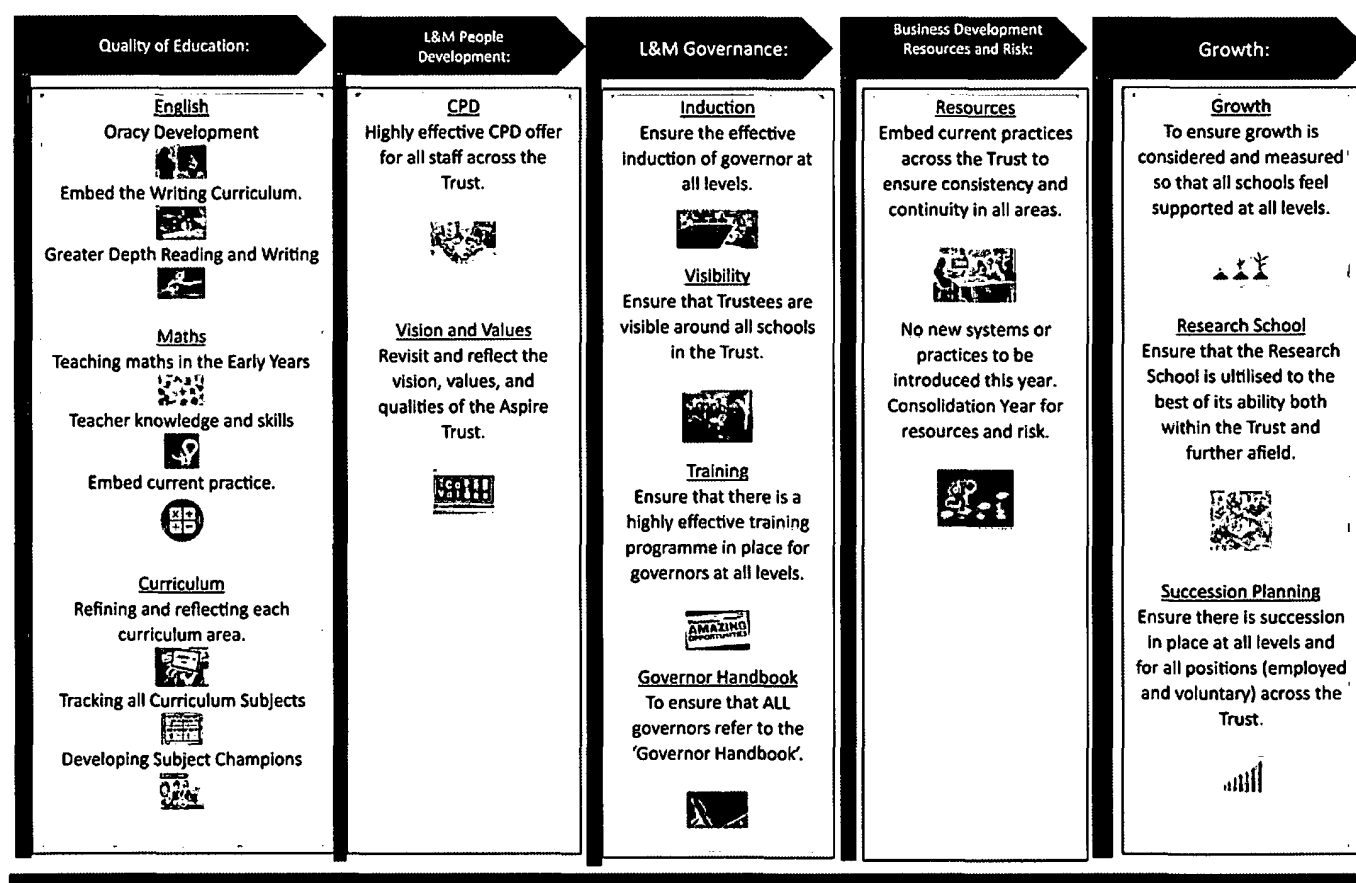 Quality of Education:
English
Oracy Development
Embed the Writing Curriculum.
Greater Depth Reading and Writing
Maths
Teaching maths in the Early Years
Teacher knowledge and skills
Embed current practice.
Curriculum
Refining and reflecting each
curriculum area.
Tracking all Curriculum Subjects
Developing Subject Champions
L&M People
Development:
CPD
Highly effective CPD offer
for all staff across the
Trust.
Vision and Values
Revisit and reflect the
vision, values, and
qualities of the Aspire
Trust.
L&M Governance:
Induction
Ensure the effective
induction of governor at
all levels.
Visibility
Ensure that Trustees are
visible around all schools
in the Trust.
Training
Ensure that there is a
highly effective training
programme in place for
governors at all levels.
AMAZING
OPPORTUNITIES
Governor Handbook
To ensure that ALL
governors refer to the
'Governor Handbook'.
Business Development
Resources and Risk:
Resources
Embed current practices
across the Trust to
ensure consistency and
continuity in all areas.
No new systems or
practices to be
introduced this year.
Consolidation Year for
resources and risk.
Growth:
Growth
To ensure growth is
considered and measured
so that all schools feel
supported at all levels.
Research School
Ensure that the Research
School is ultilised to the
best of its ability both
within the Trust and
further afield.
Succession Planning
Ensure there is succession
in place at all levels and
for all positions (employed
and voluntary) across the
Trust.